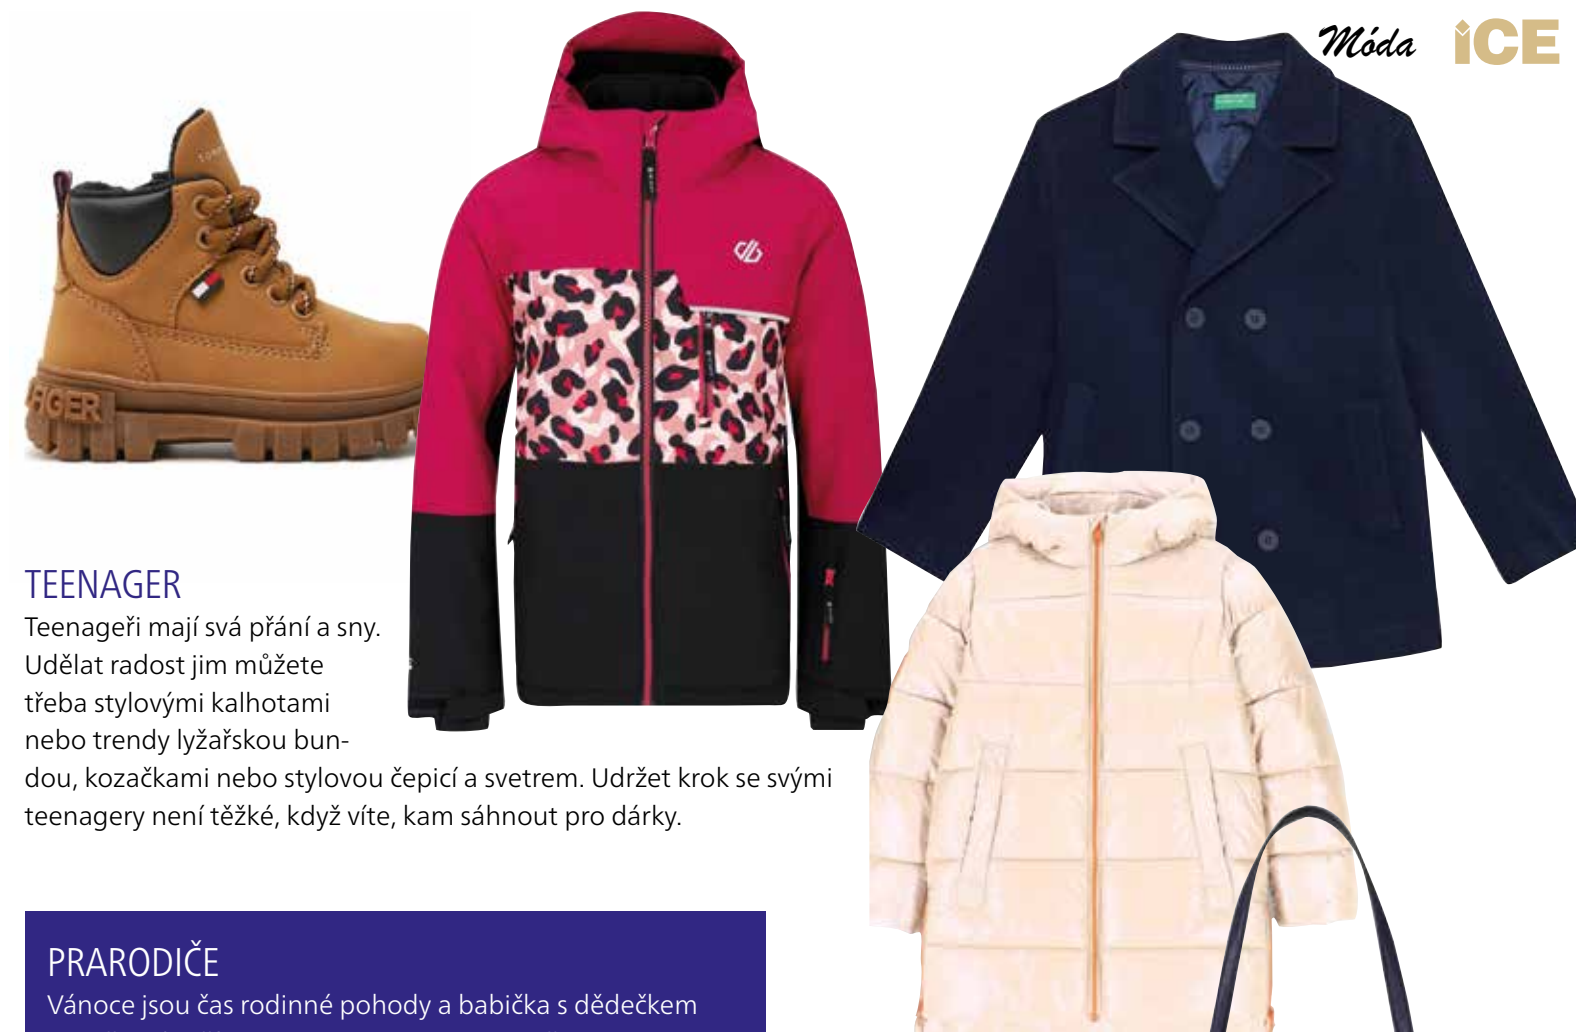 Móda iCE
TOMMY
IGER
TEENAGER
Teenageři mají svá přání a sny.
Udělat radost jim můžete
třeba stylovými kalhotami
nebo trendy lyžařskou bun-
dou, kozačkami nebo stylovou čepicí a svetrem. Udržet krok se svými
teenagery není těžké, když víte, kam sáhnout pro dárky.
PRARODIČE
Vánoce jsou čas rodinné pohody a babička s dědečkem